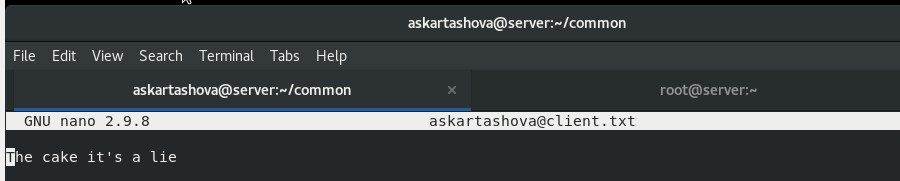 askartashova@server:~/common
File Edit View Search Terminal Tabs Help
askartashova@server:~/common × root@server:~
GNU nano 2.9.8 askartashova@client.txt
The cake it's a lie